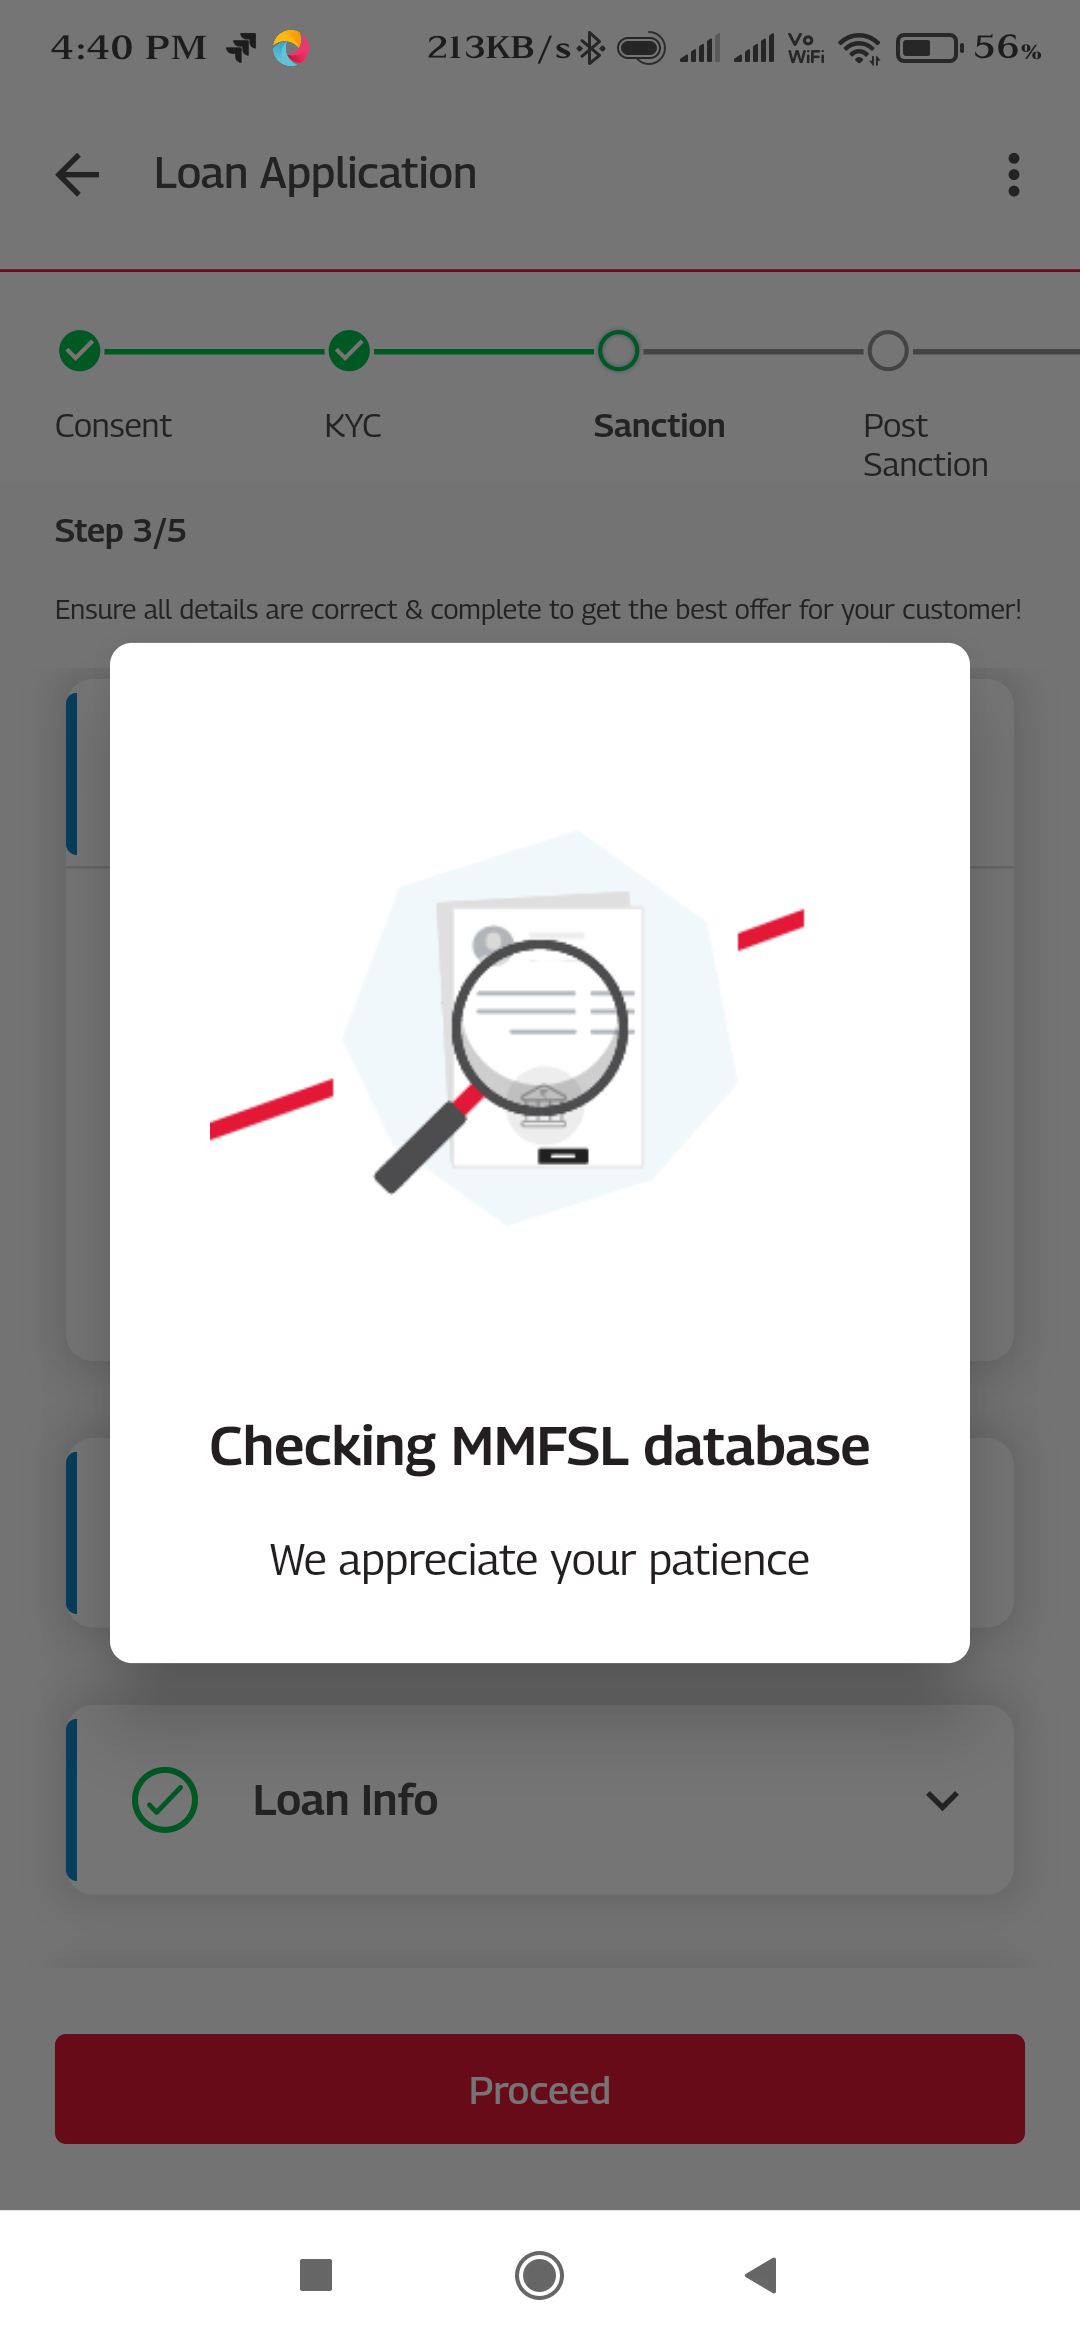 4:40 PM 213KB/s Vo WiFi 56%
Loan Application
Consent KYC Sanction Post Sanction
Step 3/5
Ensure all details are correct & complete to get the best offer for your customer!
Checking MMFSL database
We appreciate your patience
Loan Info
Proceed